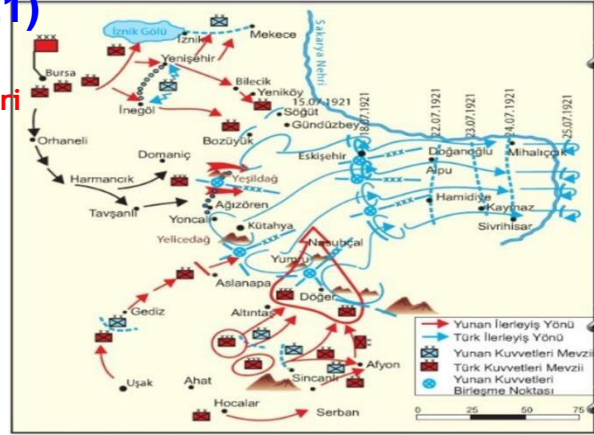 1)
ri
xxx
Bursa
İznik Gölü
İznik
Mekece
Yenişehir
Bilecik
Yeniköy
İnegöl
15.07.1921
Söğüt
Gündüzbey
Bozüyük
Sakarya Nehri
18.07.1921
22.07.1921
23.07.1921
24.07.1921
25.07.1921
Orhaneli
Domaniç
Harmancık
Tavşanlı
Eskişehir
Doğanoğlu
Mihalıççık
Alpu
Hamidiye
Kaymaz
Sivrihisar
Yeşildağ
Ağızören
Yoncalı
Kütahya
Yelicedağ
Nasuhçal
Yumru
Aslanapa
Döğer
Altıntaş
Gediz
Uşak
Ahat
Sincanlı
Afyon
Hocalar
Serban
Yunan İlerleyiş Yönü
Türk İlerleyiş Yönü
Yunan Kuvvetleri Mevzii
Türk Kuvvetleri Mevzii
Yunan Kuvvetleri
Birleşme Noktası
0 25 50 75